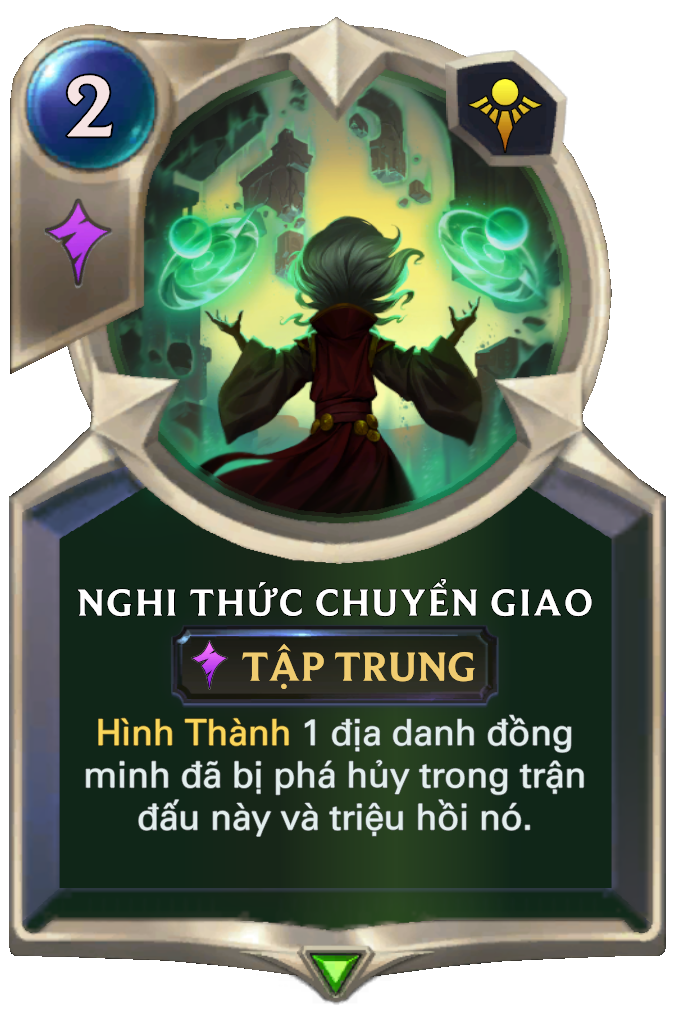 2
NGHI THỨC CHUYỂN GIAO
TẬP TRUNG
Hình Thành 1 địa danh đồng
minh đã bị phá hủy trong trận
đấu này và triệu hồi nó.